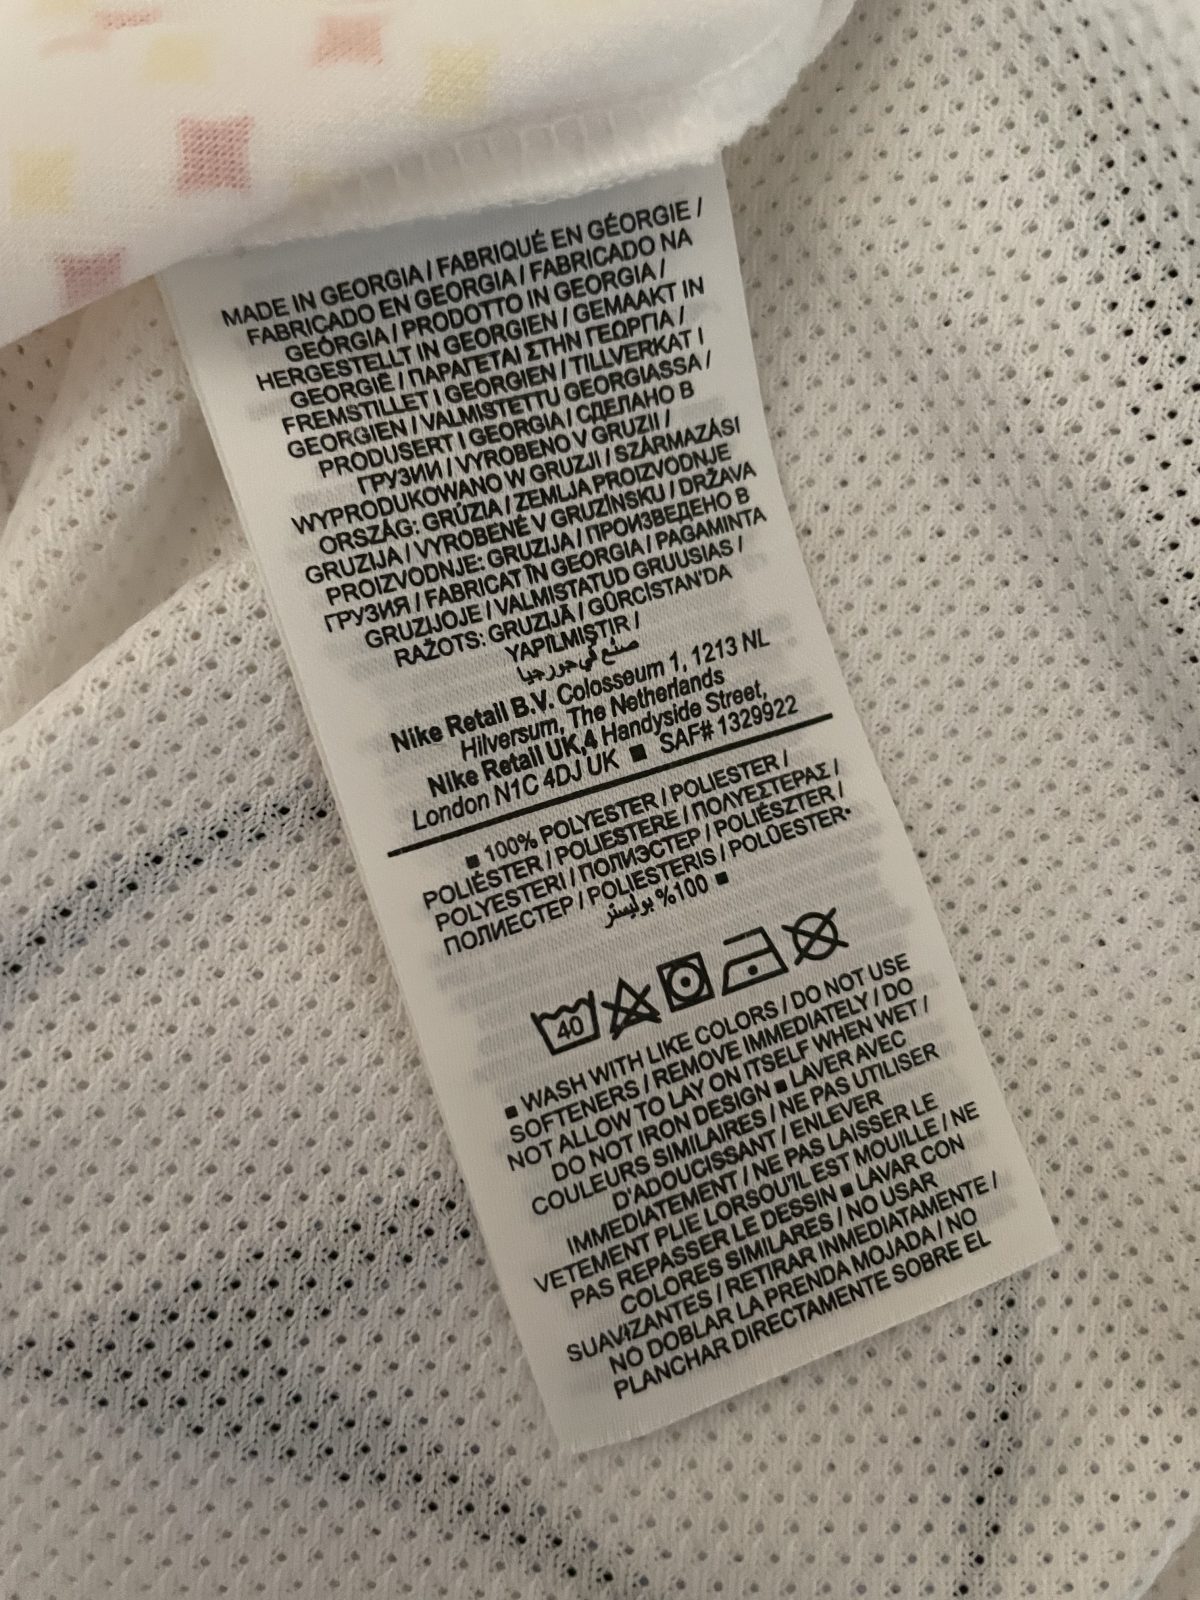 MADE IN GEORGIA / FABRIQUÉ EN GÉORGIE /
FABRICADO EN GEORGIA / FABRICADO NA
GEÓRGIA / PRODOTTO IN GEORGIA /
HERGESTELLT IN GEORGIEN / GEMAAKT IN
GEORGIË / ΠΑΡΑΓΕΤΑΙ ΣΤΗΝ ΓΕΩΡΓΙΑ /
FREMSTILLET I GEORGIEN / TILLVERKAT I
GEORGIEN / VALMISTETTU GEORGIASSA /
PRODUSERT I GEORGIA / СДЕЛАНО В
ГРУЗИИ / VYROBENO V GRUZII /
WYPRODUKOWANO W GRUZJI / SZÁRMAZÁSI
ORSZÁG: GRÚZIA / ZEMLJA PROIZVODNJE
GRUZIJA / VYROBENÉ V GRUZÍNSKU / DRŽAVA
PROIZVODNJE: GRUZIJA / ПРОИЗВЕДЕНО В
ГРУЗИЯ / FABRICAT ÎN GEORGIA / PAGAMINTA
GRUZIJOJE / VALMISTATUD GRUUSIAS /
RAŽOTS: GRUZIJĀ / GÜRCİSTAN'DA
YAPILMIŞTIR /
صنع في جورجيا
Nike Retail B.V. Colosseum 1, 1213 NL
Hilversum, The Netherlands
Nike Retail UK,4 Handyside Street,
London N1C 4DJ UK ■ SAF# 1329922
■ 100% POLYESTER / POLIESTER /
POLIÉSTER / POLIESTERE / ΠΟΛΥΕΣΤΕΡΑΣ /
POLYESTERI / ПОЛИЭСТЕР / POLIÉSZTER /
ПОЛИЕСТЕР / POLIESTERIS / POLÜESTER•
%100 بوليستر ■
40
■ WASH WITH LIKE COLORS / DO NOT USE
SOFTENERS / REMOVE IMMEDIATELY / DO
NOT ALLOW TO LAY ON ITSELF WHEN WET /
DO NOT IRON DESIGN ■ LAVER AVEC
COULEURS SIMILAIRES / NE PAS UTILISER
D'ADOUCISSANT / ENLEVER
IMMEDIATEMENT / NE PAS LAISSER LE
VETEMENT PLIE LORSQU'IL EST MOUILLE / NE
PAS REPASSER LE DESSIN ■ LAVAR CON
COLORES SIMILARES / NO USAR
SUAVIZANTES / RETIRAR INMEDIATAMENTE /
NO DOBLAR LA PRENDA MOJADA / NO
PLANCHAR DIRECTAMENTE SOBRE EL